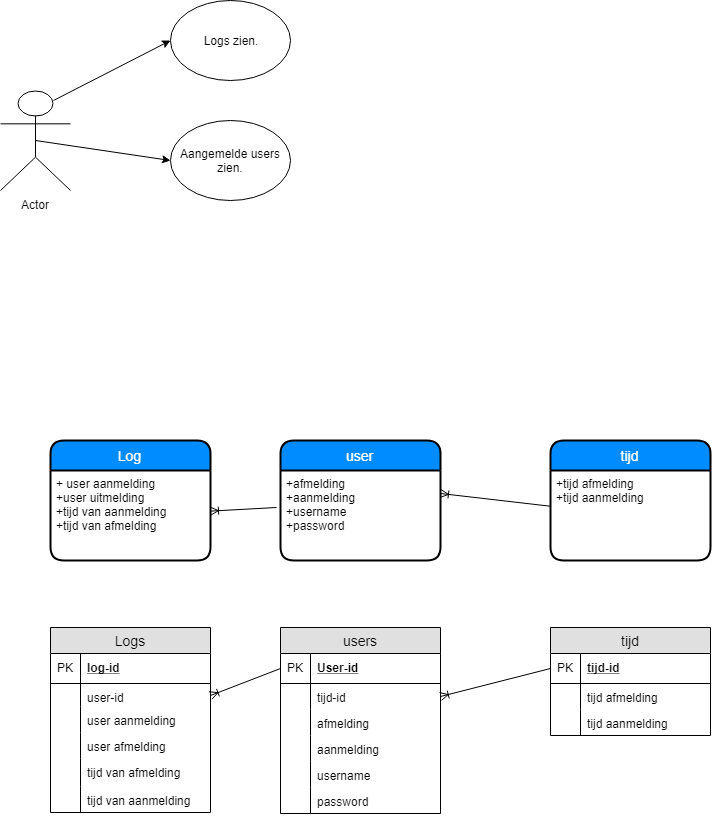 Logs zien.
Aangemelde users
zien.
Actor
Log
+ user aanmelding
+user uitmelding
+tijd van aanmelding
+tijd van afmelding
user
+afmelding
+aanmelding
+username
+password
tijd
+tijd afmelding
+tijd aanmelding
Logs
PK log-id
user-id
user aanmelding
user afmelding
tijd van afmelding
tijd van aanmelding
users
PK User-id
tijd-id
afmelding
aanmelding
username
password
tijd
PK tijd-id
tijd afmelding
tijd aanmelding